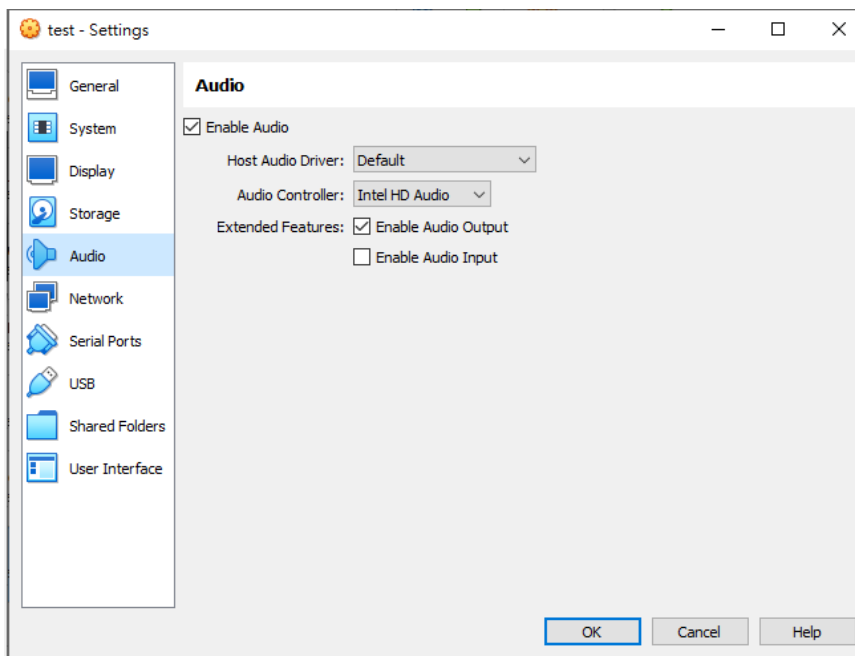 test - Settings
General
System
Display
Storage
Audio
Network
Serial Ports
USB
Shared Folders
User Interface
Audio
Enable Audio
Host Audio Driver: Default
Audio Controller: Intel HD Audio
Extended Features: Enable Audio Output
Enable Audio Input
OK Cancel Help